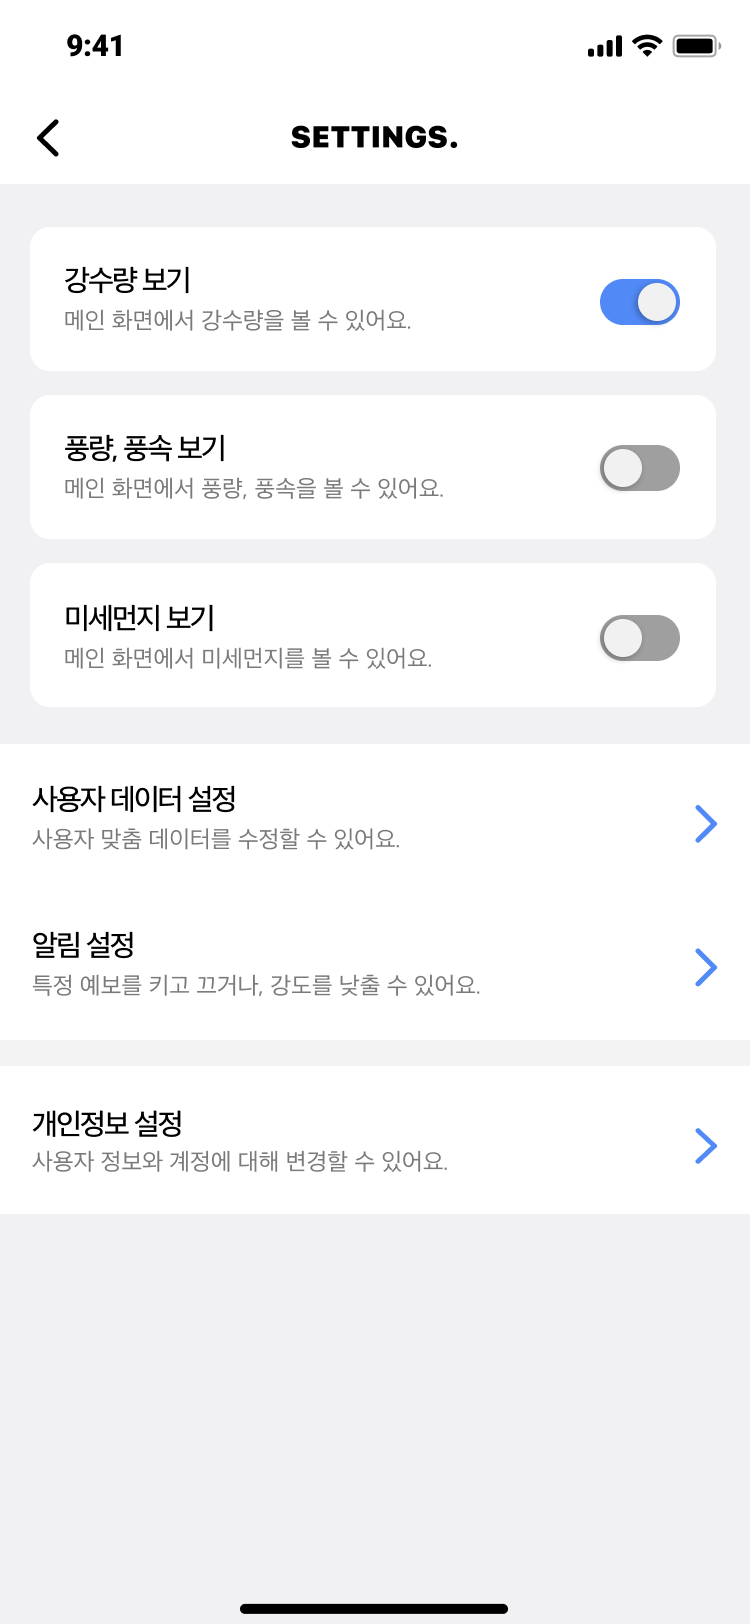 9:41
SETTINGS.
강수량 보기
메인 화면에서 강수량을 볼 수 있어요.
풍량, 풍속 보기
메인 화면에서 풍량, 풍속을 볼 수 있어요.
미세먼지 보기
메인 화면에서 미세먼지를 볼 수 있어요.
사용자 데이터 설정
사용자 맞춤 데이터를 수정할 수 있어요.
알림 설정
특정 예보를 키고 끄거나, 강도를 낮출 수 있어요.
개인정보 설정
사용자 정보와 계정에 대해 변경할 수 있어요.